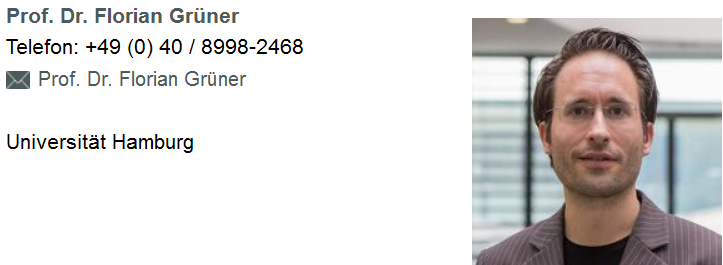 Prof. Dr. Florian Grüner
Telefon: +49 (0) 40 / 8998-2468
Prof. Dr. Florian Grüner
Universität Hamburg